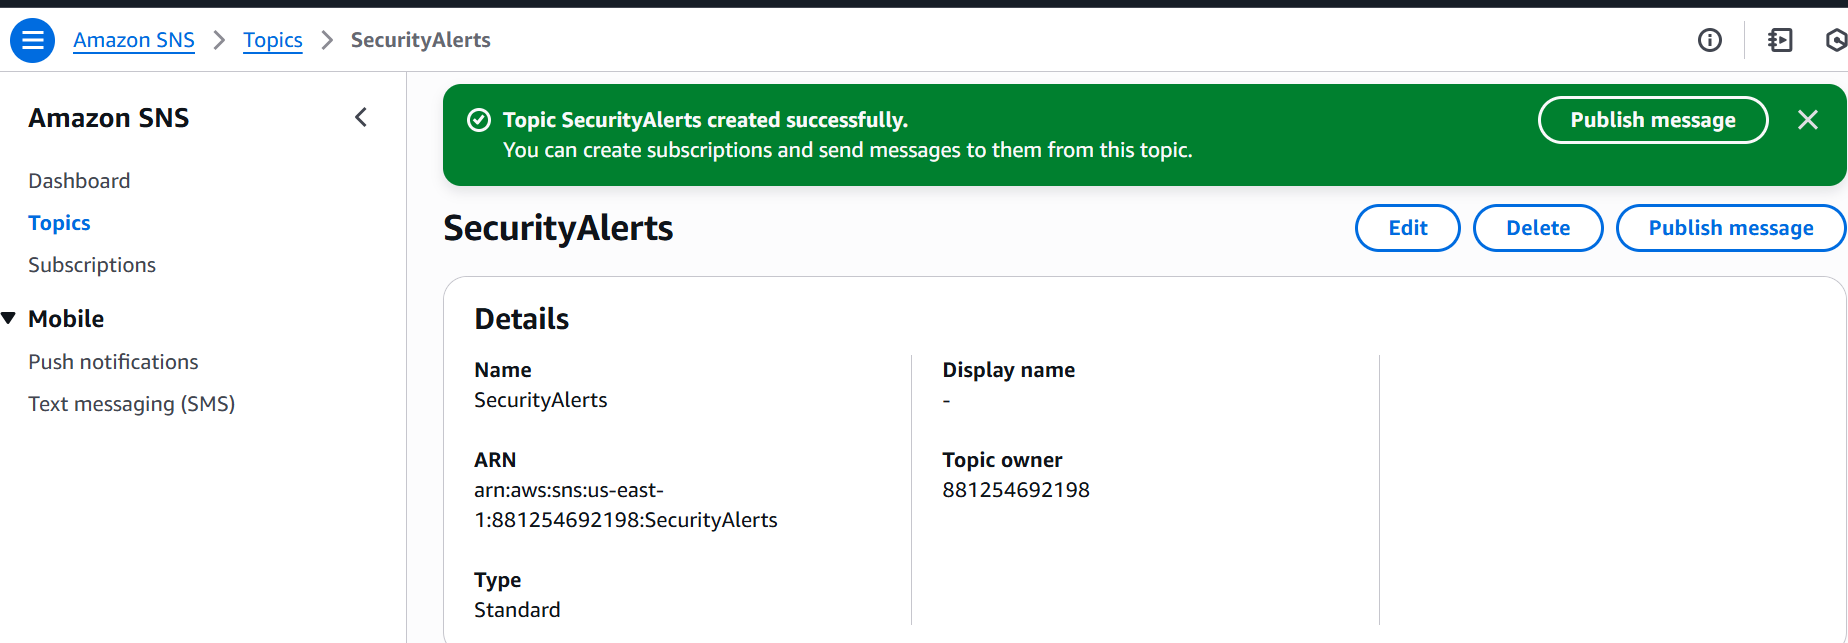 Amazon SNS > Topics > SecurityAlerts
Amazon SNS
Dashboard
Topics
Subscriptions
Mobile
Push notifications
Text messaging (SMS)
Topic SecurityAlerts created successfully.
You can create subscriptions and send messages to them from this topic.
Publish message
SecurityAlerts
Edit
Delete
Publish message
Details
Name
SecurityAlerts
ARN
arn:aws:sns:us-east-
1:881254692198:SecurityAlerts
Type
Standard
Display name
-
Topic owner
881254692198